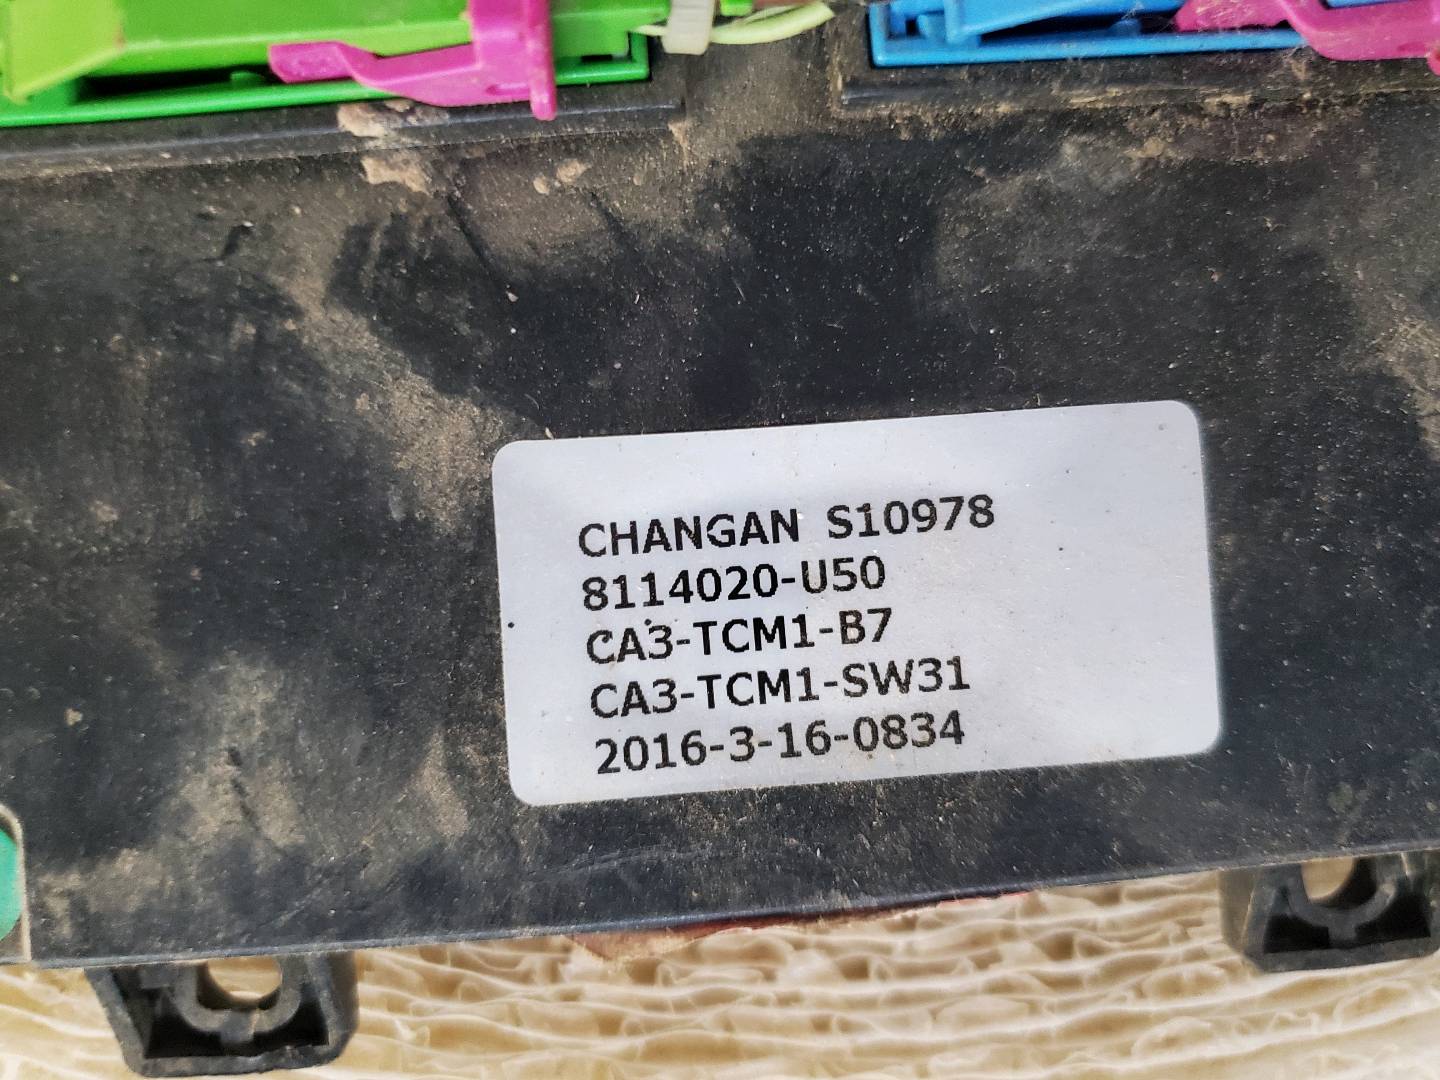 CHANGAN S10978
8114020-U50
CA3-TCM1-B7
CA3-TCM1-SW31
2016-3-16-0834